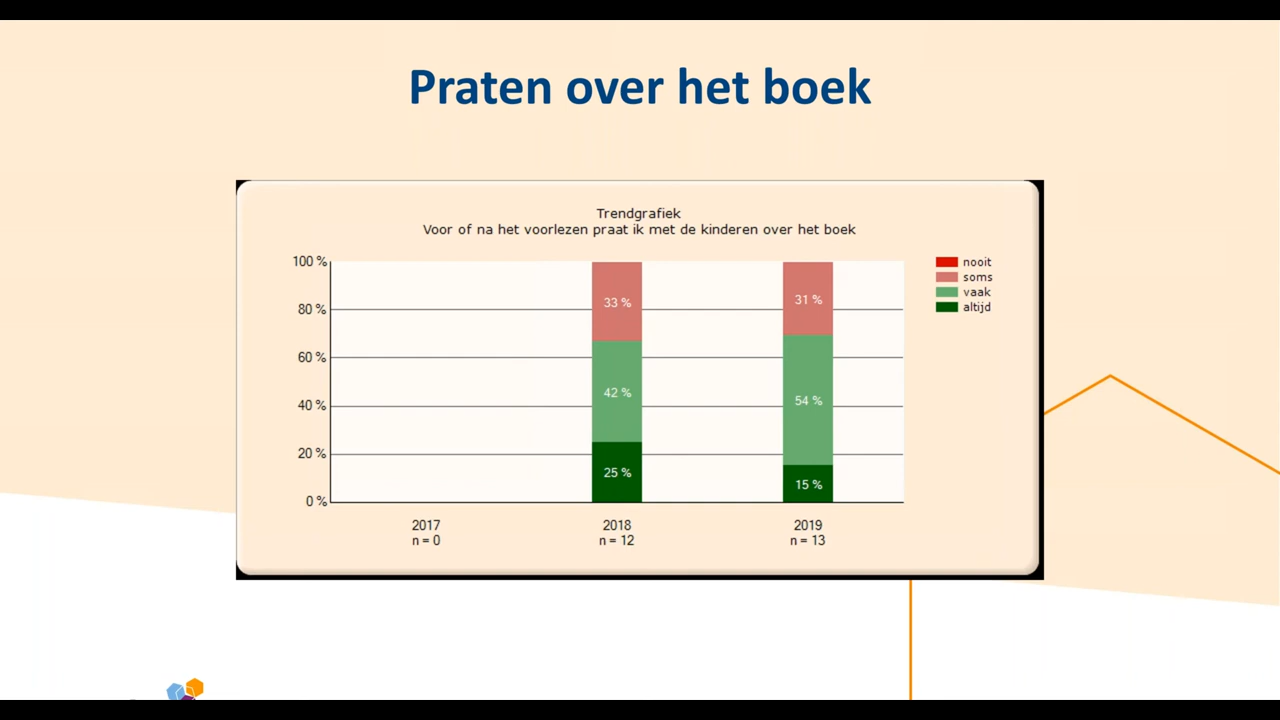 Praten over het boek
Trendgrafiek
Voor of na het voorlezen praat ik met de kinderen over het boek
100 %
80 %
60 %
40 %
20 %
0 %
33 %
42 %
25 %
31 %
54 %
15 %
nooit
soms
vaak
altijd
2017
n = 0
2018
n = 12
2019
n = 13